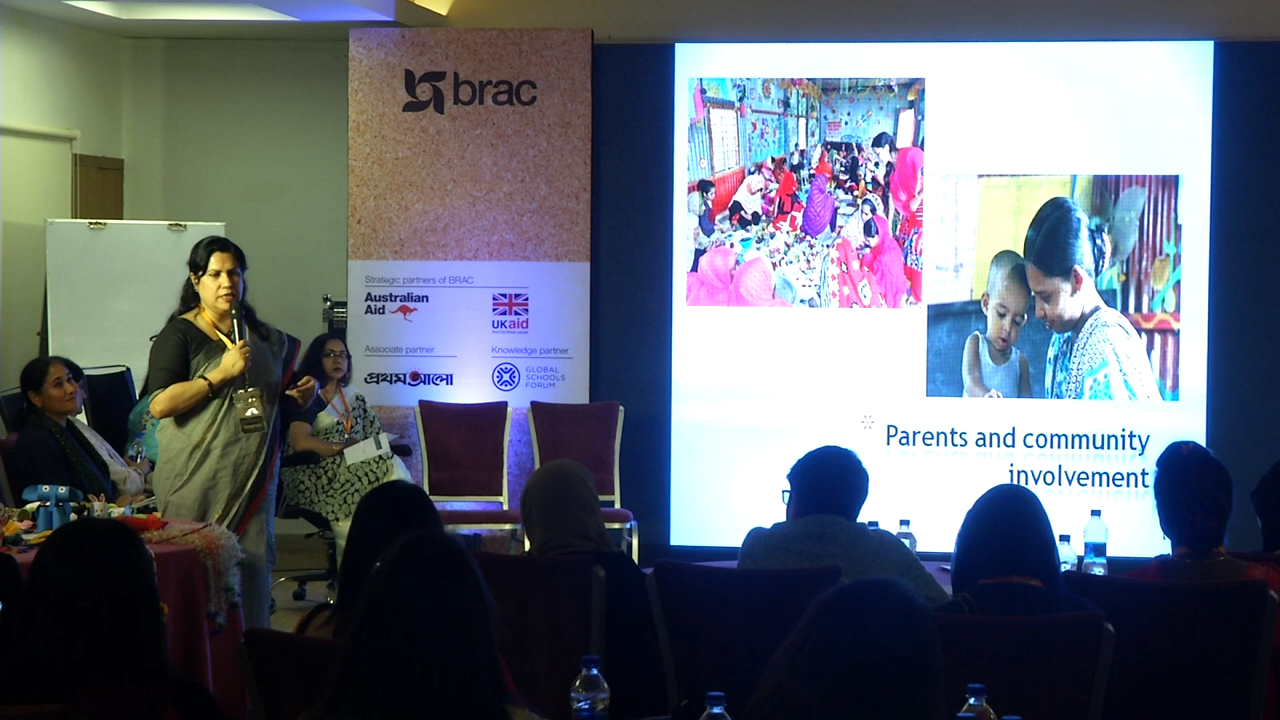 brac
Strategic partners of BRAC
Australian
Aid
UKaid
Associate partner
Knowledge partner
প্রথম আলো
GLOBAL
SCHOOLS
FORUM
* Parents and community
involvement